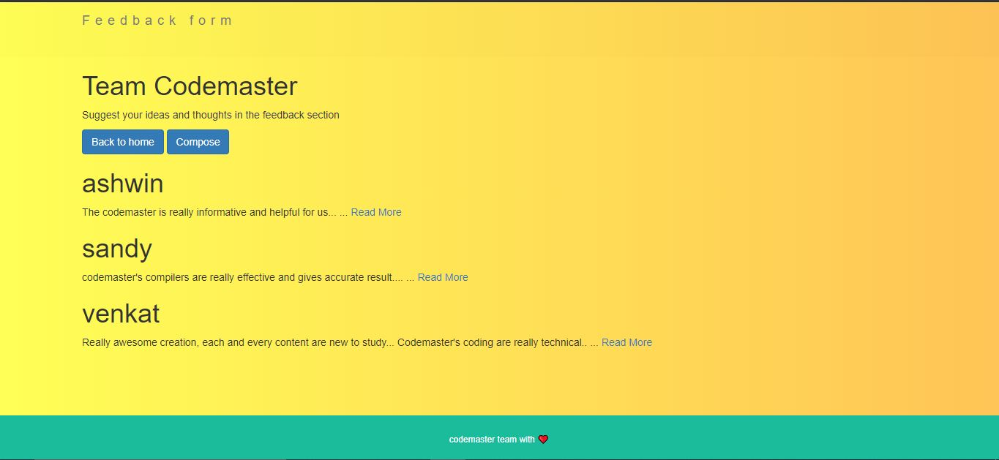 Feedback form
Team Codemaster
Suggest your ideas and thoughts in the feedback section
Back to home Compose
ashwin
The codemaster is really informative and helpful for us... ... Read More
sandy
codemaster's compilers are really effective and gives accurate result.... ... Read More
venkat
Really awesome creation, each and every content are new to study... Codemaster's coding are really technical.. ... Read More
codemaster team with ❤